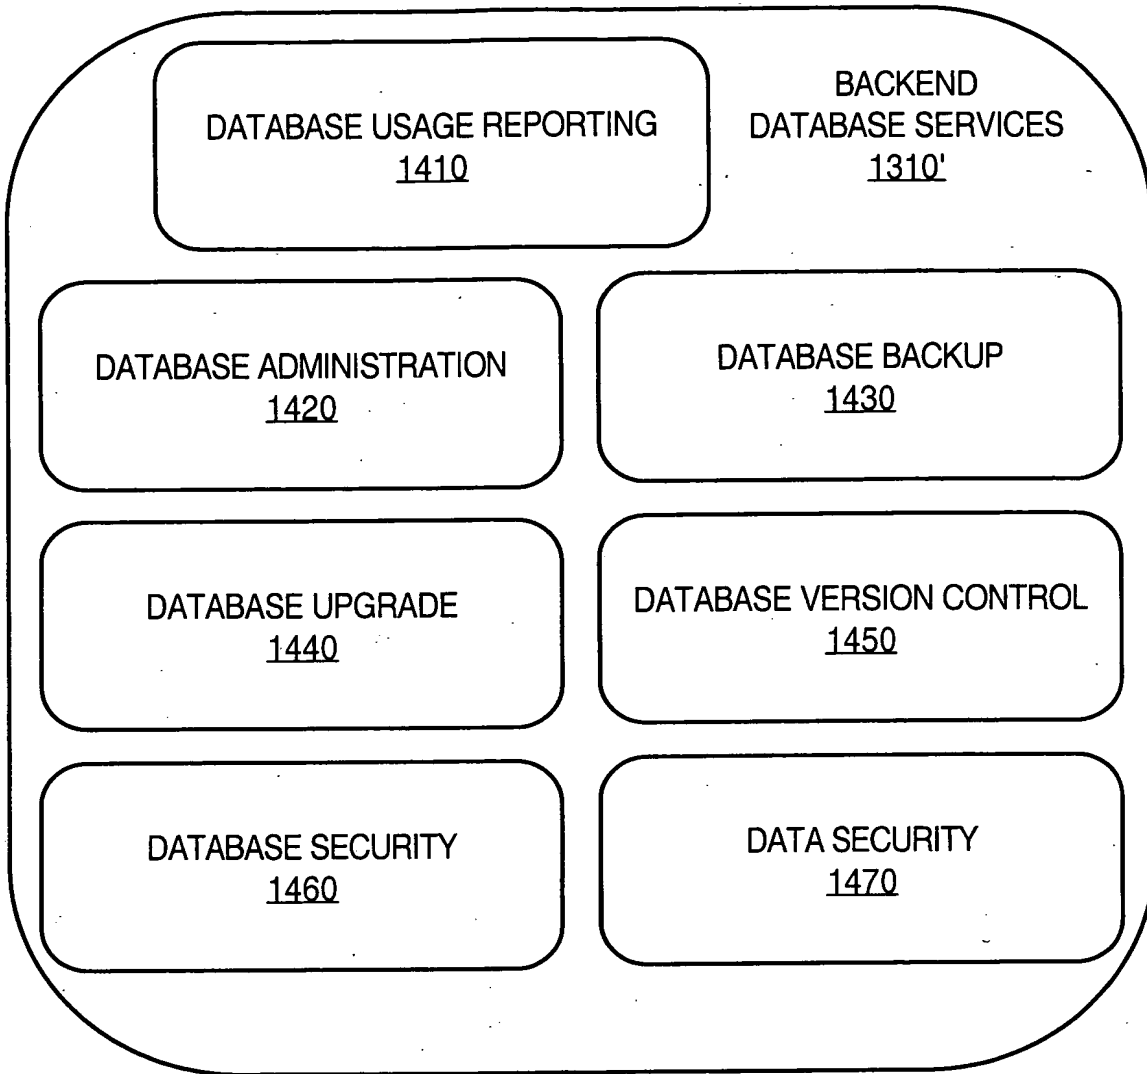 DATABASE USAGE REPORTING
1410
BACKEND
DATABASE SERVICES
1310'
DATABASE ADMINISTRATION
1420
DATABASE BACKUP
1430
DATABASE UPGRADE
1440
DATABASE VERSION CONTROL
1450
DATABASE SECURITY
1460
DATA SECURITY
1470